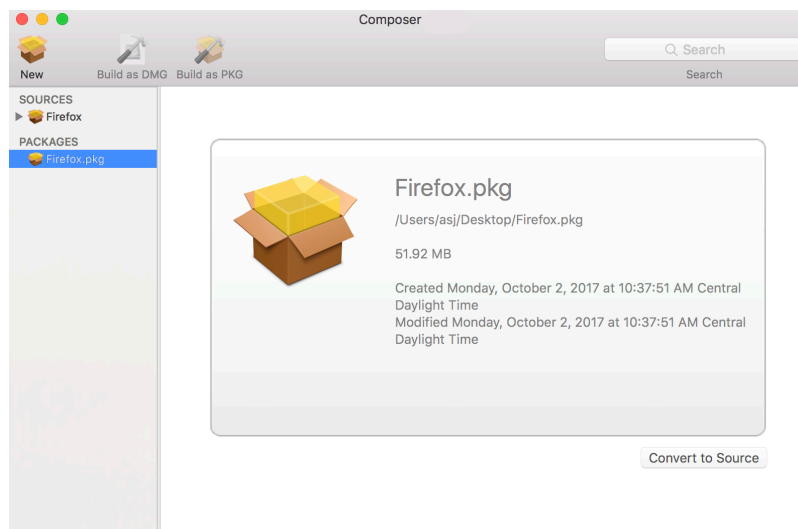 Composer
New
Build as DMG
Build as PKG
Search
Search
SOURCES
Firefox
PACKAGES
Firefox.pkg
Firefox.pkg
/Users/asj/Desktop/Firefox.pkg
51.92 MB
Created Monday, October 2, 2017 at 10:37:51 AM Central
Daylight Time
Modified Monday, October 2, 2017 at 10:37:51 AM Central
Daylight Time
Convert to Source